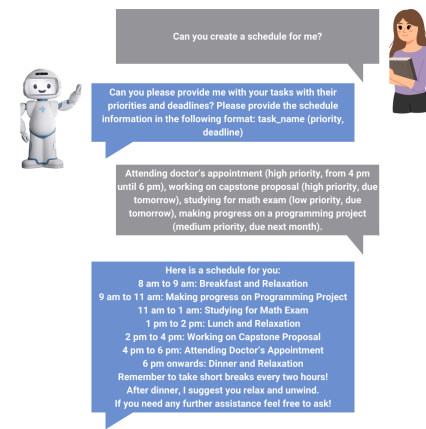 Can you create a schedule for me?
Can you please provide me with your tasks with their
priorities and deadlines? Please provide the schedule
information in the following format: task_name (priority,
deadline)
Attending doctor's appointment (high priority, from 4 pm
until 6 pm), working on capstone proposal (high priority, due
tomorrow), studying for math exam (low priority, due
tomorrow), making progress on a programming project
(medium priority, due next month).
Here is a schedule for you:
8 am to 9 am: Breakfast and Relaxation
9 am to 11 am: Making progress on Programming Project
11 am to 1 am: Studying for Math Exam
1 pm to 2 pm: Lunch and Relaxation
2 pm to 4 pm: Working on Capstone Proposal
4 pm to 6 pm: Attending Doctor's Appointment
6 pm onwards: Dinner and Relaxation
Remember to take short breaks every two hours!
After dinner, I suggest you relax and unwind.
If you need any further assistance feel free to ask!